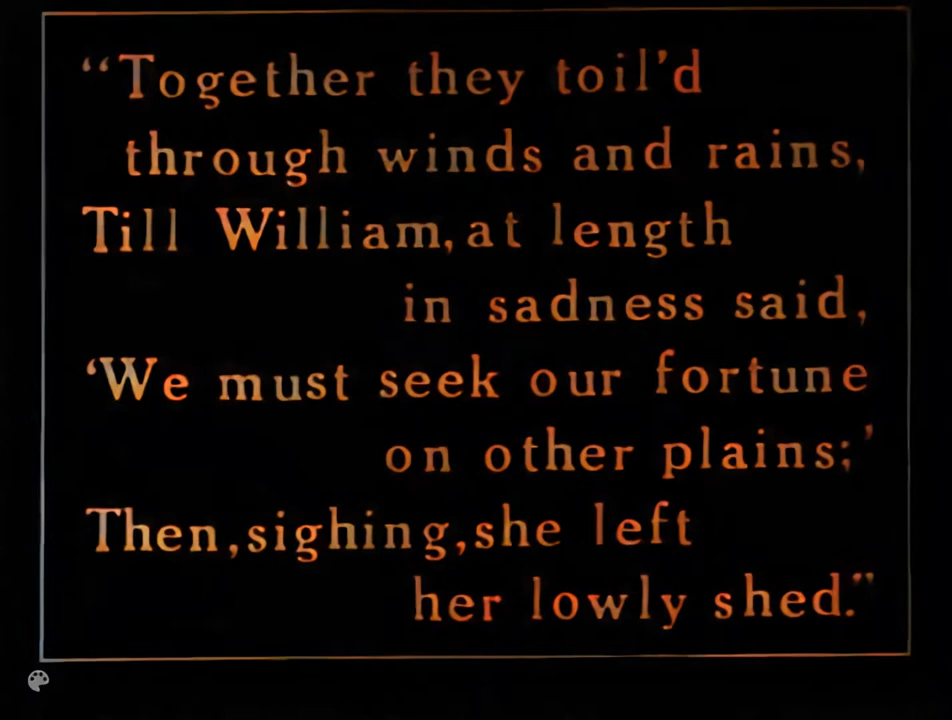 “Together they toil’d
through winds and rains,
Till William, at length
in sadness said,
‘We must seek our fortune
on other plains;’
Then, sighing, she left
her lowly shed.”